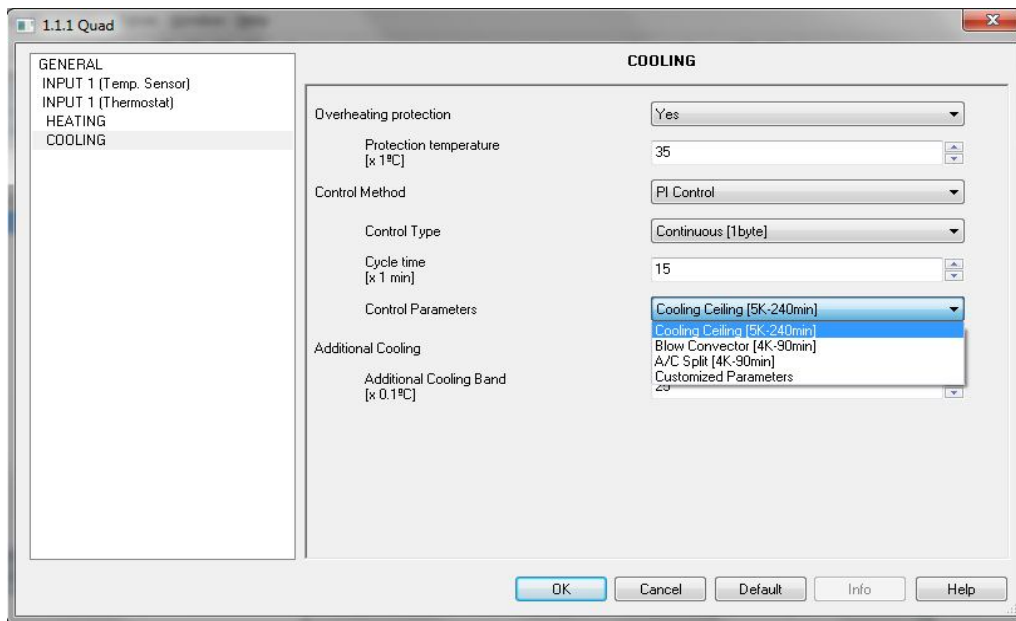 1.1.1 Quad
GENERAL
INPUT 1 (Temp. Sensor)
INPUT 1 (Thermostat)
HEATING
COOLING
COOLING
Overheating protection
Yes
Protection temperature
[x 1ºC]
35
Control Method
PI Control
Control Type
Continuous [1byte]
Cycle time
[x 1 min]
15
Control Parameters
Cooling Ceiling [5K-240min]
Cooling Ceiling [5K-240min]
Blow Convector [4K-90min]
A/C Split [4K-90min]
Customized Parameters
Additional Cooling
Additional Cooling Band
[x 0.1ºC]
OK
Cancel
Default
Info
Help